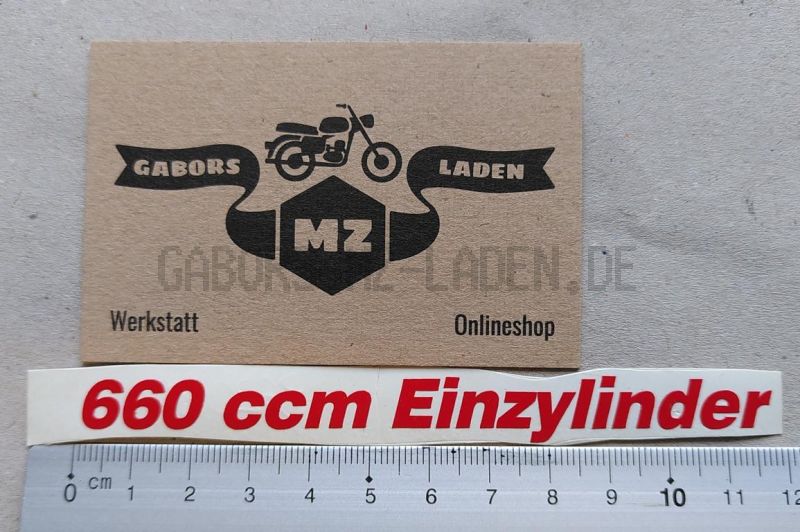 GABORS
LADEN
MZ
GABORS-MZ-LADEN.DE
Werkstatt
Onlineshop
660 ccm Einzylinder
0 cm 1 2 3 4 5 6 7 8 9 10 11 12